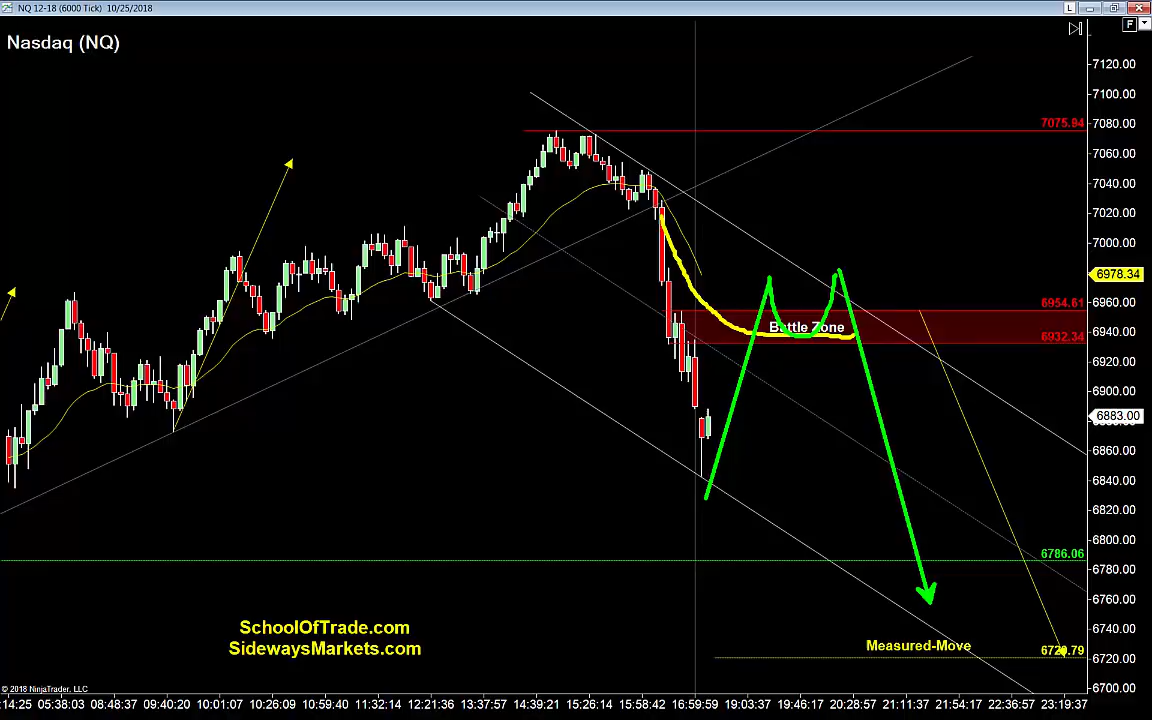 NQ 12-18 (6000 Tick) 10/25/2018
L
F
Nasdaq (NQ)
7120.00
7100.00
7075.94
7080.00
7060.00
7040.00
7020.00
7000.00
6978.34
6954.61
6960.00
Battle Zone
6940.00
6932.34
6920.00
6900.00
6883.00
6860.00
6840.00
6820.00
6800.00
6786.06
6780.00
6760.00
SchoolOfTrade.com
6740.00
SidewaysMarkets.com
Measured-Move
6720.00
© 2018 NinjaTrader, LLC
6700.00
:14:25 05:38:03 08:48:37 09:40:20 10:01:07 10:26:09 10:59:40 11:32:14 12:21:36 13:37:57 14:39:21 15:26:14 15:58:42 16:59:59 19:03:37 19:46:17 20:28:57 21:11:37 21:54:17 22:36:57 23:19:37